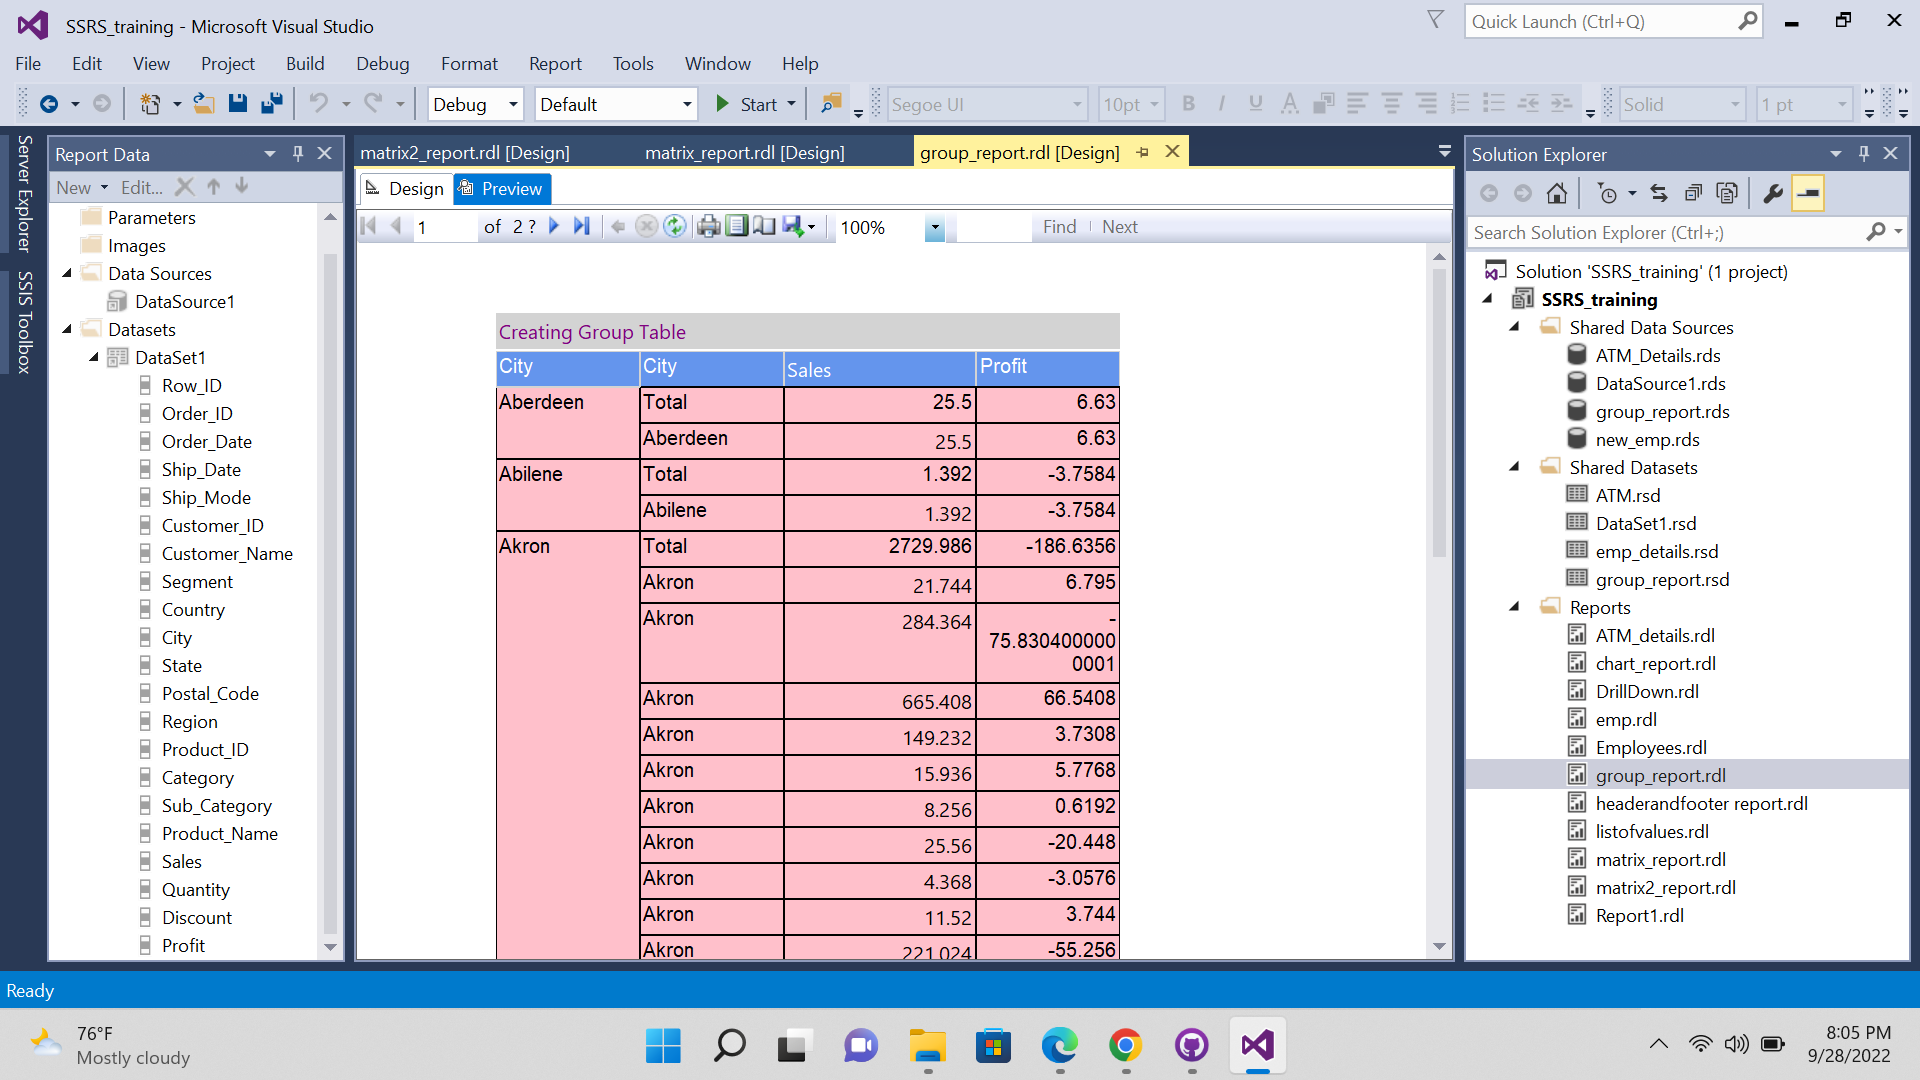 SSRS_training - Microsoft Visual Studio
Quick Launch (Ctrl+Q)
File Edit View Project Build Debug Format Report Tools Window Help
Debug Default Start Segoe UI 10pt B I U A Solid 1 pt
Server Explorer
SSIS Toolbox
Report Data
New Edit...
Parameters
Images
Data Sources
DataSource1
Datasets
DataSet1
Row_ID
Order_ID
Order_Date
Ship_Date
Ship_Mode
Customer_ID
Customer_Name
Segment
Country
City
State
Postal_Code
Region
Product_ID
Category
Sub_Category
Product_Name
Sales
Quantity
Discount
Profit
matrix2_report.rdl [Design] matrix_report.rdl [Design] group_report.rdl [Design]
Design Preview
1 of 2 ? 100% Find Next
Creating Group Table
City City Sales Profit
Aberdeen Total 25.5 6.63
Aberdeen 25.5 6.63
Abilene Total 1.392 -3.7584
Abilene 1.392 -3.7584
Akron Total 2729.986 -186.6356
Akron 21.744 6.795
Akron 284.364 -
75.830400000
0001
Akron 665.408 66.5408
Akron 149.232 3.7308
Akron 15.936 5.7768
Akron 8.256 0.6192
Akron 25.56 -20.448
Akron 4.368 -3.0576
Akron 11.52 3.744
Akron 221.024 -55.256
Solution Explorer
Search Solution Explorer (Ctrl+;)
Solution 'SSRS_training' (1 project)
SSRS_training
Shared Data Sources
ATM_Details.rds
DataSource1.rds
group_report.rds
new_emp.rds
Shared Datasets
ATM.rsd
DataSet1.rsd
emp_details.rsd
group_report.rsd
Reports
ATM_details.rdl
chart_report.rdl
DrillDown.rdl
emp.rdl
Employees.rdl
group_report.rdl
headerandfooter report.rdl
listofvalues.rdl
matrix_report.rdl
matrix2_report.rdl
Report1.rdl
Ready
76°F
Mostly cloudy
8:05 PM
9/28/2022